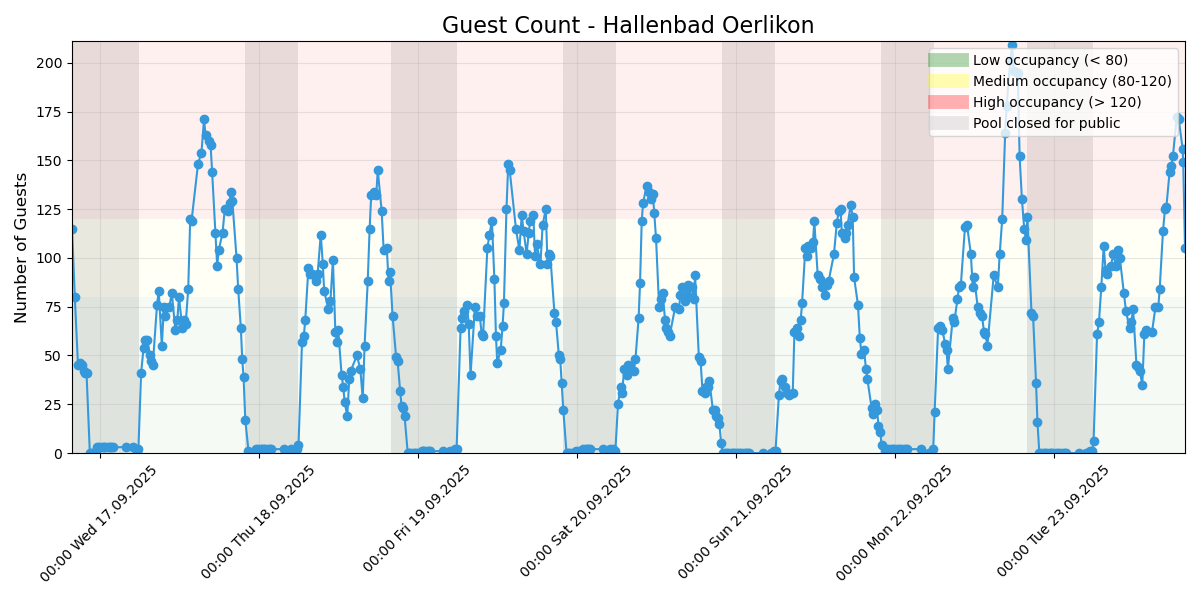 Guest Count - Hallenbad Oerlikon
Number of Guests
200
175
150
125
100
75
50
25
0
Low occupancy (< 80)
Medium occupancy (80-120)
High occupancy (> 120)
Pool closed for public
00:00 Wed 17.09.2025
00:00 Thu 18.09.2025
00:00 Fri 19.09.2025
00:00 Sat 20.09.2025
00:00 Sun 21.09.2025
00:00 Mon 22.09.2025
00:00 Tue 23.09.2025